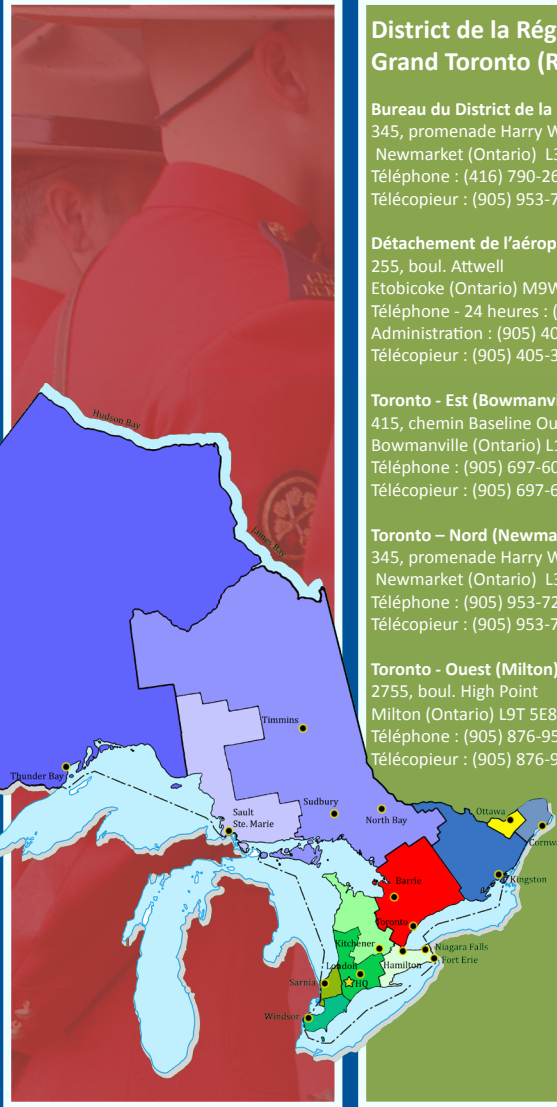 District de la Rég
Grand Toronto (R
Bureau du District de la
345, promenade Harry W
Newmarket (Ontario) L3
Téléphone : (416) 790-26
Télécopieur : (905) 953-7
Détachement de l'aérop
255, boul. Attwell
Etobicoke (Ontario) M9W
Téléphone - 24 heures : (
Administration : (905) 40
Télécopieur : (905) 405-3
Toronto - Est (Bowmanvi
415, chemin Baseline Ou
Bowmanville (Ontario) L1
Téléphone : (905) 697-60
Télécopieur : (905) 697-6
Toronto – Nord (Newma
345, promenade Harry W
Newmarket (Ontario) L3
Téléphone : (905) 953-72
Télécopieur : (905) 953-7
Toronto - Ouest (Milton)
2755, boul. High Point
Milton (Ontario) L9T 5E8
Téléphone : (905) 876-95
Télécopieur : (905) 876-9
Hudson Bay
James Bay
Timmins
Thunder Bay
Sudbury
Sault
Ste. Marie
North Bay
Ottawa
Cornw
Kingston
Barrie
Toronto
Kitchener
Niagara Falls
Hamilton
Fort Erie
London
HQ
Sarnia
Windsor